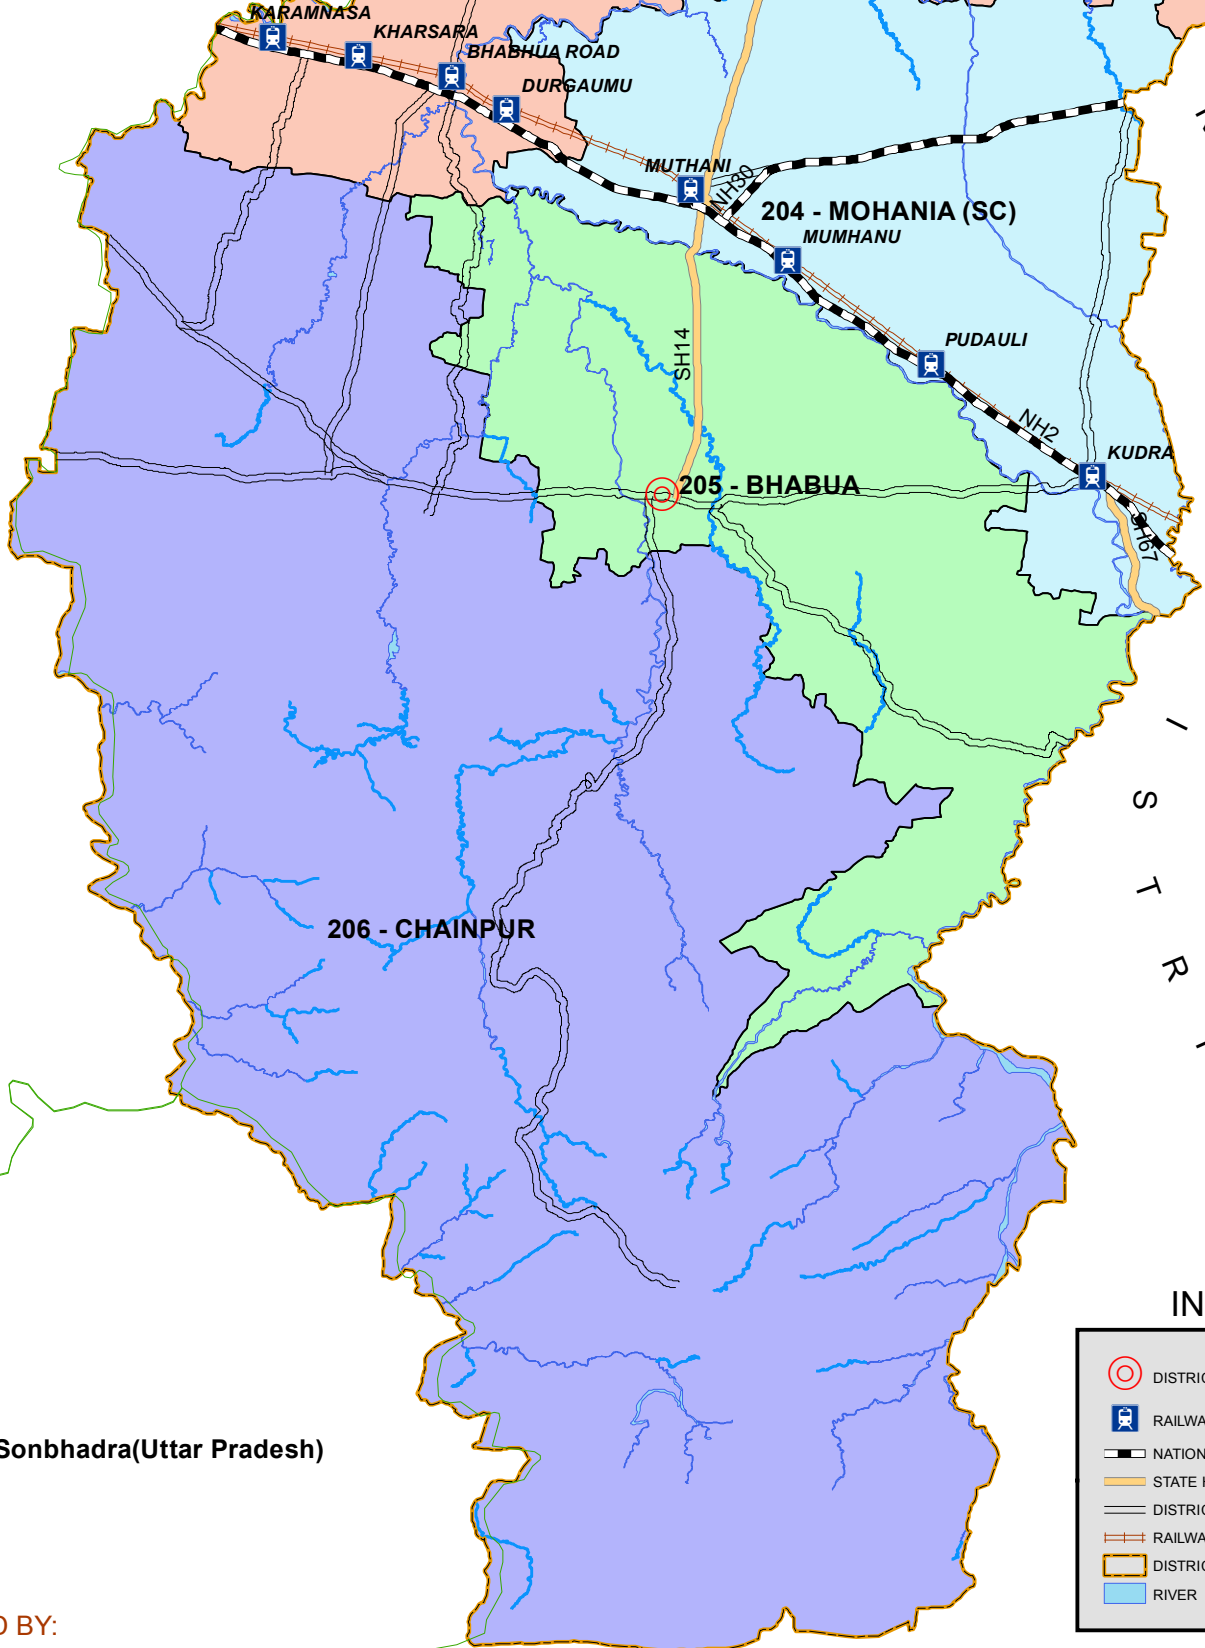 KARAMNASA
KHARSARA
BHABHUA ROAD
DURGAUMU
MUTHANI
NH30
204 - MOHANIA (SC)
MUMHANU
SH14
PUDAULI
NH2
KUDRA
205 - BHABUA
SH67
I
S
T
R
206 - CHAINPUR
IN
DISTRIC
RAILWA
NATION
STATE H
DISTRIC
RAILWA
DISTRIC
RIVER
Sonbhadra(Uttar Pradesh)
D BY: